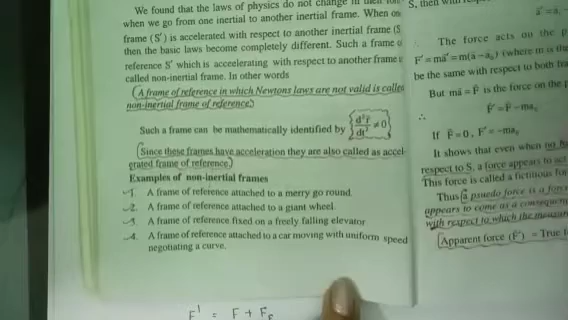 We found that the laws of physics do not change in their for-
when we go from one inertial to another inertial frame. When on
frame (S') is accelerated with respect to another inertial frame (S
then the basic laws become completely different. Such a frame o
reference S' which is accecerating with respect to another frame is
called non-inertial frame. In other words
A frame of reference in which Newtons laws are not valid is called
non-inertial frame of reference.
Such a frame can be mathematically identified by { d²r/dt² ≠ 0 }
Since these frames have acceleration they are also called as accel-
erated frame of reference.
Examples of non-inertial frames
1. A frame of reference attached to a merry go round.
2. A frame of reference attached to a giant wheel
3. A frame of reference fixed on a freely falling elevator
4. A frame of reference attached to a car moving with uniform speed
negotiating a curve.
F' = F + F
S, then with
a' = a
The force acts on the p
F' = ma' = m(a − a₀) (where m is the
be the same with respect to both fra
But ma = F is the force on the p
∴ F' = F − ma₀
If F = 0, F' = −ma₀
It shows that even when no
respect to S, a force appears to act
This force is called a fictitious for
Thus a psuedo force is a force
appears to come as a consequenc
with respect to which the
Apparent force (F') = True f